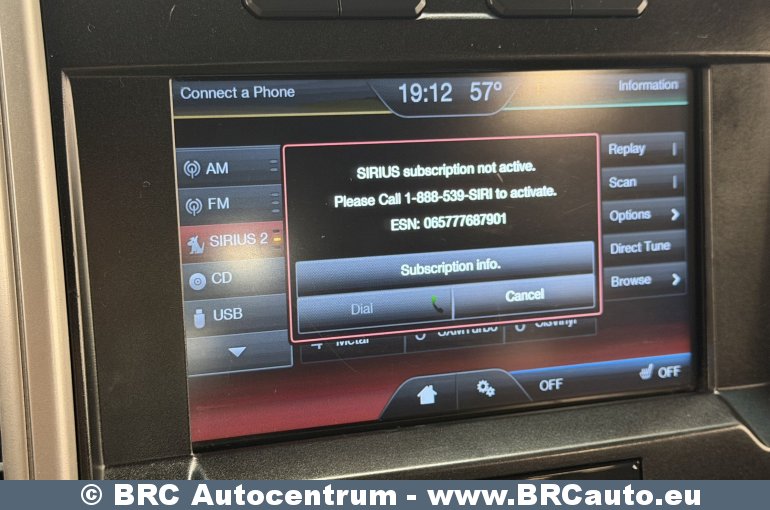 Connect a Phone
19:12 57°
Information
AM
FM
SIRIUS 2
CD
USB
SIRIUS subscription not active.
Please Call 1-888-539-SIRI to activate.
ESN: 065777687901
Subscription info.
Dial
Cancel
Replay
Scan
Options
Direct Tune
Browse
OFF
OFF
© BRC Autocentrum - www.BRCauto.eu